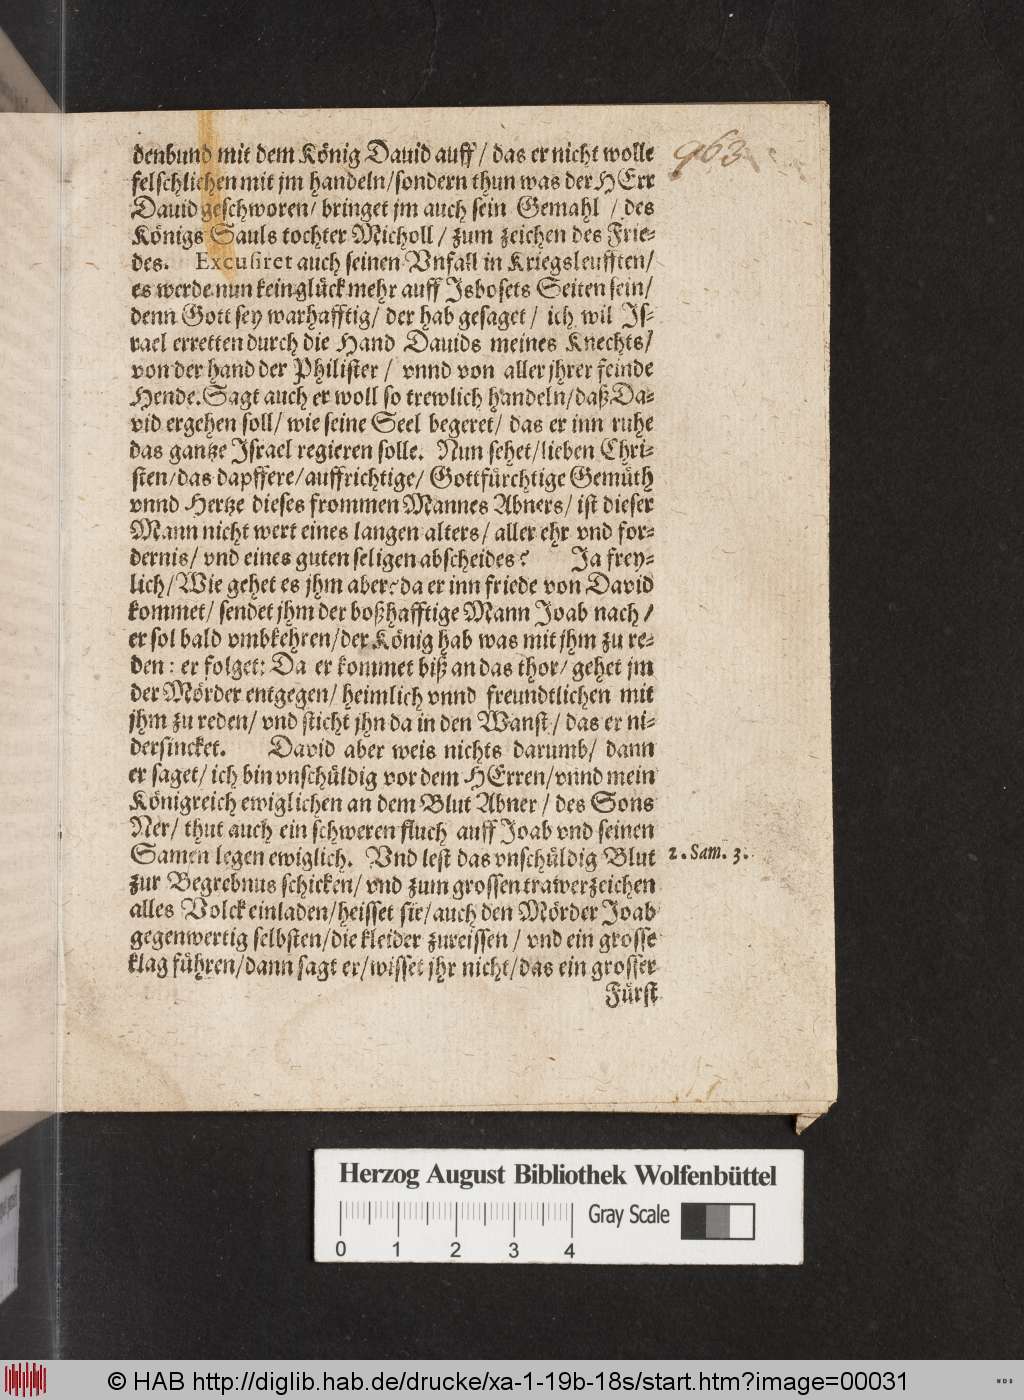 963
denbund mit dem König Dauid auff / das er nicht wolle
felschlichen mit jm handeln/sondern thun was der HErr
Dauid geschworen/ bringet jm auch sein Gemahl / des
Königs Sauls tochter Micholl / zum zeichen des Frie-
des. Excusiret auch seinen Vnfall in Kriegsleufften/
es werde nun kein glück mehr auff Isbosets Seiten sein/
denn Gott sey warhafftig/ der hab gesaget / ich wil Is-
rael erretten durch die Hand Dauids meines Knechts/
von der hand der Philister / vnnd von aller jhrer feinde
Hende. Sagt auch er woll so trewlich handeln/daß Da-
vid ergehen soll/ wie seine Seel begeret/ das er inn ruhe
das gantze Israel regieren solle. Nun sehet/lieben Chri-
sten/das dapffere/auffrichtige/ Gottfürchtige Gemüth
vnnd Hertze dieses frommen Mannes Abners/ ist dieser
Mann nicht wert eines langen alters/ aller ehr vnd for-
dernis/ vnd eines guten seligen abscheides? Ja frey-
lich/ Wie gehet es jhm aber? da er inn friede von David
kommet/ sendet jhm der boßhafftige Mann Joab nach/
er sol bald vmbkehren/der König hab was mit jhm zu re-
den: er folget: Da er kommet biß an das thor/ gehet jm
der Mörder entgegen/ heimlich vnnd freundtlichen mit
jhm zu reden/ vnd sticht jhn da in den Wanst/ das er ni-
dersincket. David aber weis nichts darumb/ dann
er saget/ ich bin vnschüldig vor dem HErren/vnnd mein
Königreich ewiglichen an dem Blut Abner / des Sons
Ner/ thut auch ein schweren fluch auff Joab vnd seinen
Samen legen ewiglich. Vnd lest das vnschüldig Blut
2. Sam. 3.
zur Begrebnus schicken/ vnd zum grossen trawerzeichen
alles Volck einladen/heisset sie/auch den Mörder Joab
gegenwertig selbsten/die kleider zureissen / vnd ein grosse
klag führen/dann sagt er/wisset jhr nicht/das ein grosser
Fürst
Herzog August Bibliothek Wolfenbüttel
Gray Scale
0 1 2 3 4
© HAB http://diglib.hab.de/drucke/xa-1-19b-18s/start.htm?image=00031